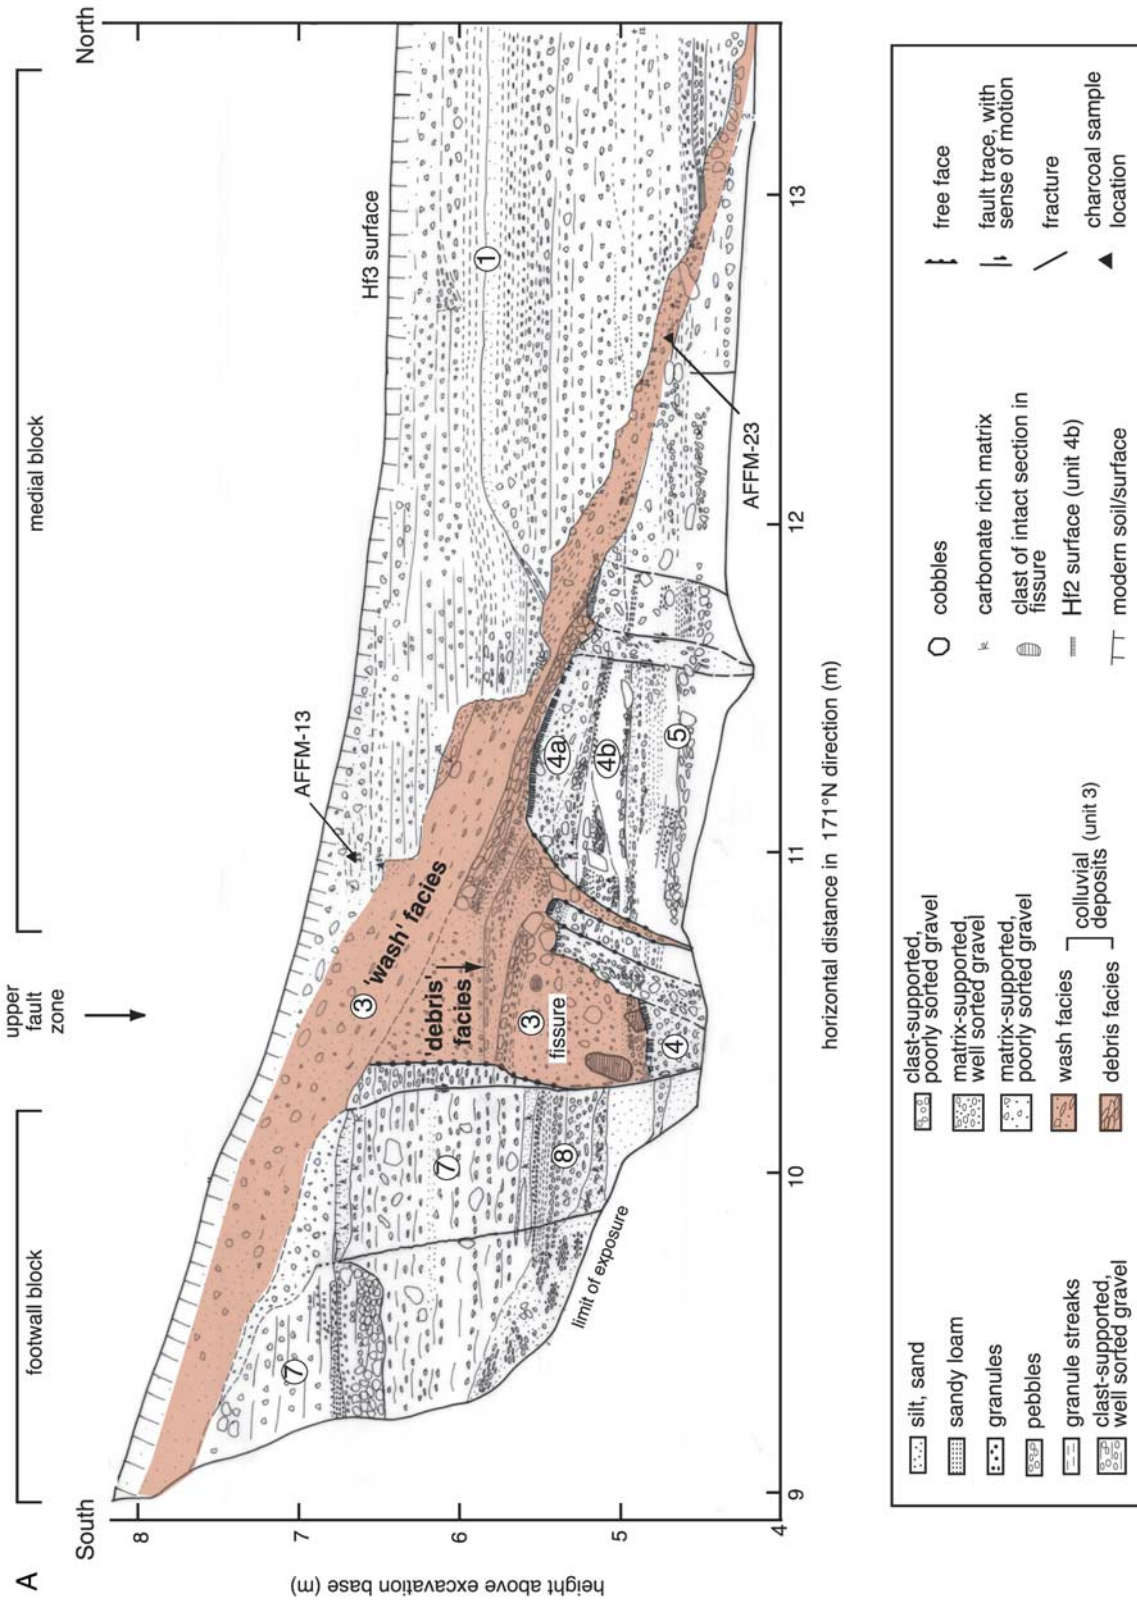 A
South
North
footwall block
upper
fault
zone
medial block
Hf3 surface
AFFM-13
AFFM-23
1
3 'wash' facies
'debris'
facies
3
fissure
4
4a
4b
5
7
7
8
?
limit of exposure
height above excavation base (m)
8
7
6
5
4
9
10
11
12
13
horizontal distance in 171°N direction (m)
silt, sand
sandy loam
granules
pebbles
granule streaks
clast-supported,
well sorted gravel
clast-supported,
poorly sorted gravel
matrix-supported,
well sorted gravel
matrix-supported,
poorly sorted gravel
wash facies
debris facies
colluvial
deposits (unit 3)
cobbles
carbonate rich matrix
clast of intact section in
fissure
Hf2 surface (unit 4b)
modern soil/surface
free face
fault trace, with
sense of motion
fracture
charcoal sample
location